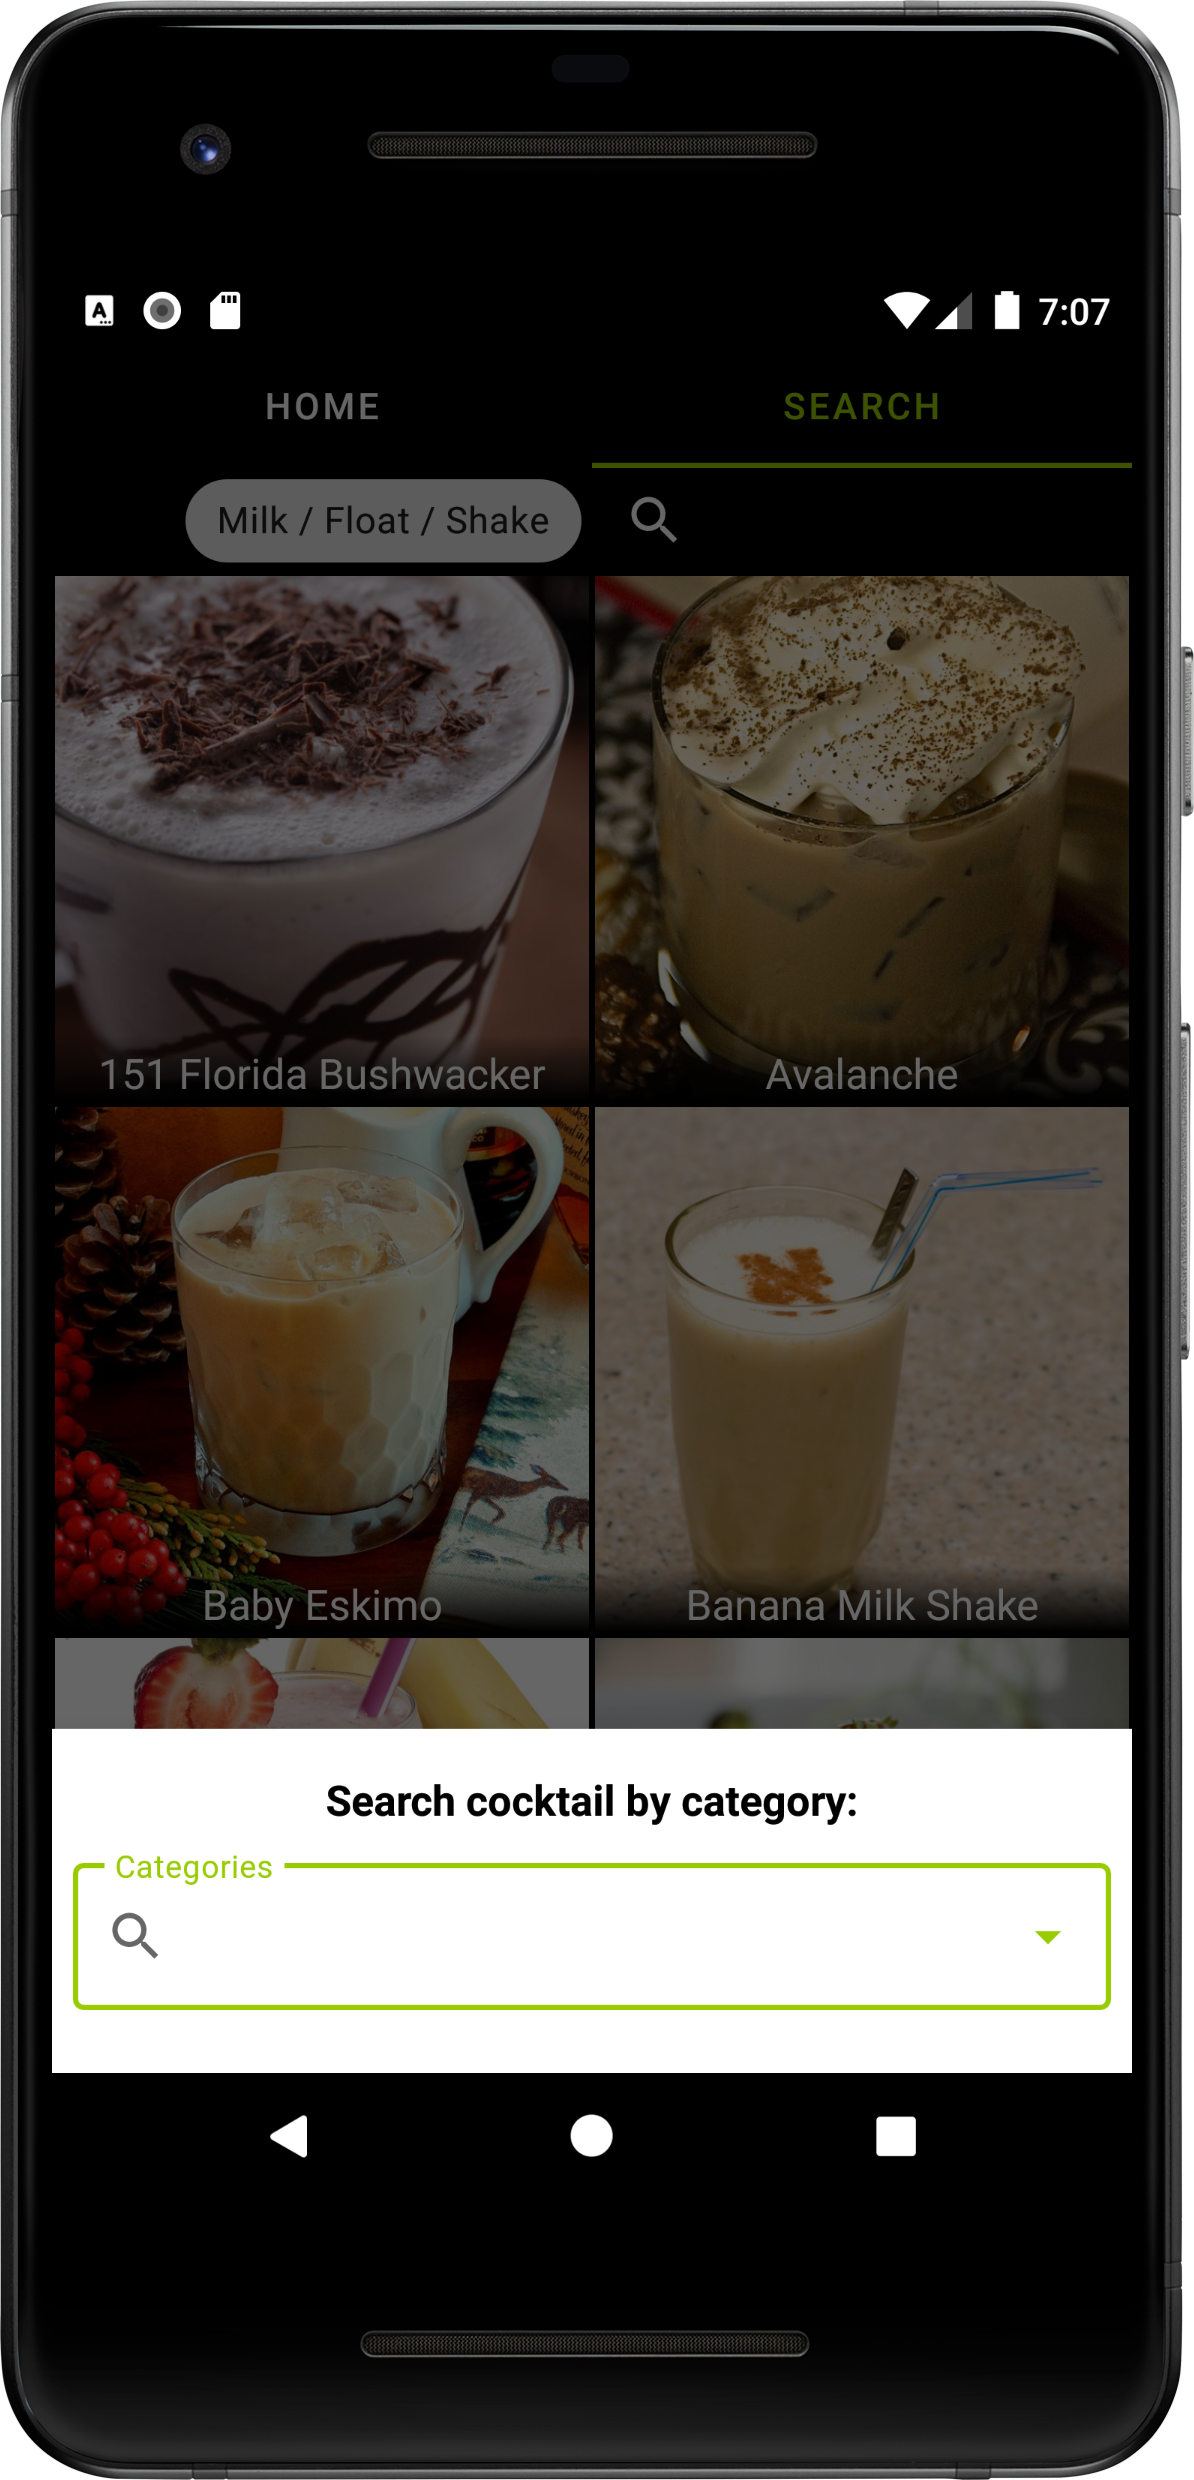 7:07
HOME
SEARCH
Milk / Float / Shake
151 Florida Bushwacker
Avalanche
Baby Eskimo
Banana Milk Shake
Search cocktail by category:
Categories